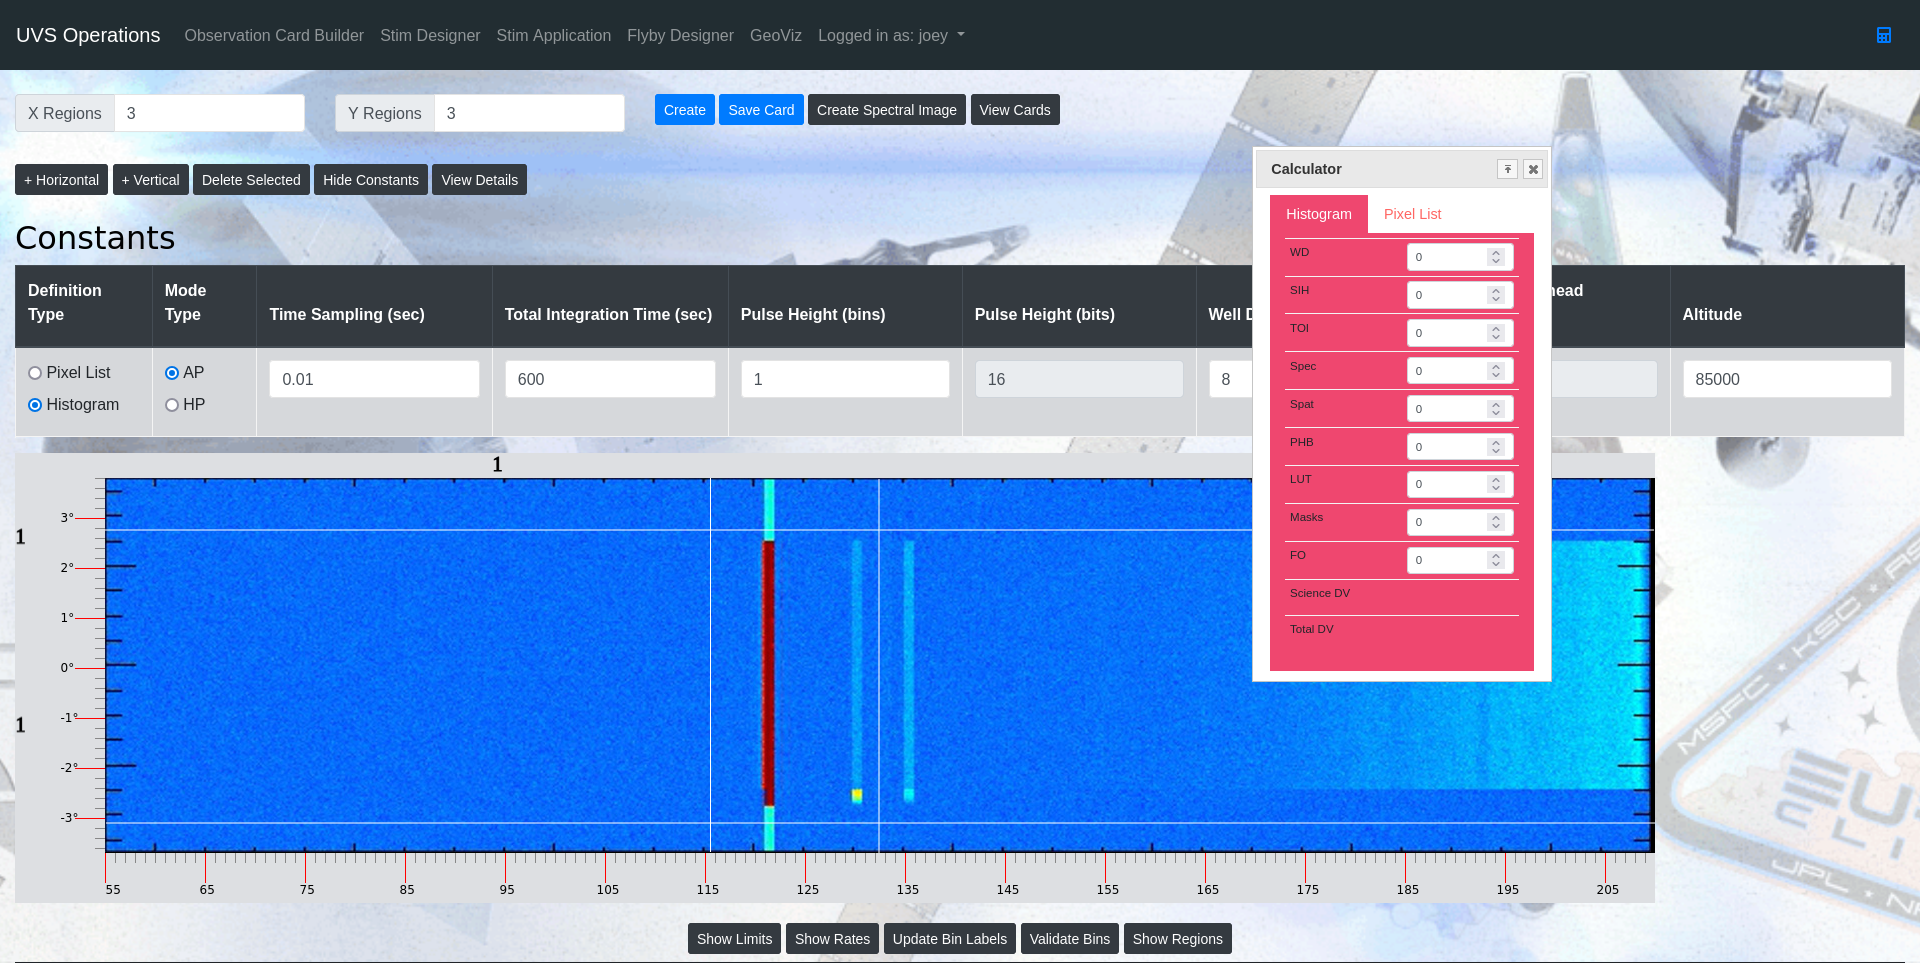 UVS Operations Observation Card Builder Stim Designer Stim Application Flyby Designer GeoViz Logged in as: joey
X Regions 3 Y Regions 3 Create Save Card Create Spectral Image View Cards
+ Horizontal + Vertical Delete Selected Hide Constants View Details
Constants
Definition Type Mode Type Time Sampling (sec) Total Integration Time (sec) Pulse Height (bins) Pulse Height (bits) Well Altitude
Pixel List AP 0.01 600 1 16 8 85000
Histogram HP
Calculator
Histogram Pixel List
WD 0
SIH 0
TOI 0
Spec 0
Spat 0
PHB 0
LUT 0
Masks 0
FO 0
Science DV
Total DV
1
1
1
3°
2°
1°
0°
-1°
-2°
-3°
55 65 75 85 95 105 115 125 135 145 155 165 175 185 195 205
MSFC KSC
JPL
Show Limits Show Rates Update Bin Labels Validate Bins Show Regions